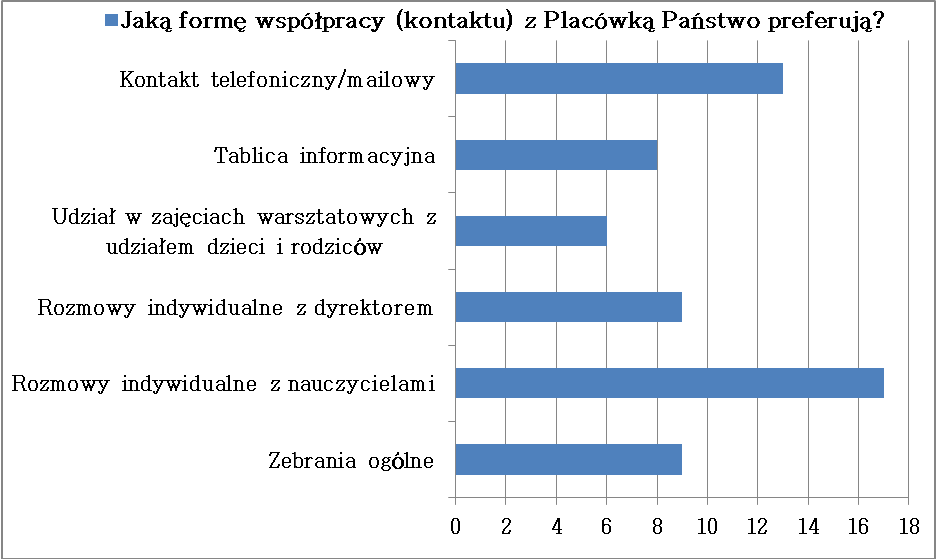 Jaką formę współpracy (kontaktu) z Placówką Państwo preferują?
Kontakt telefoniczny/mailowy
Tablica informacyjna
Udział w zajęciach warsztatowych z
udziałem dzieci i rodziców
Rozmowy indywidualne z dyrektorem
Rozmowy indywidualne z nauczycielami
Zebrania ogólne
0 2 4 6 8 10 12 14 16 18